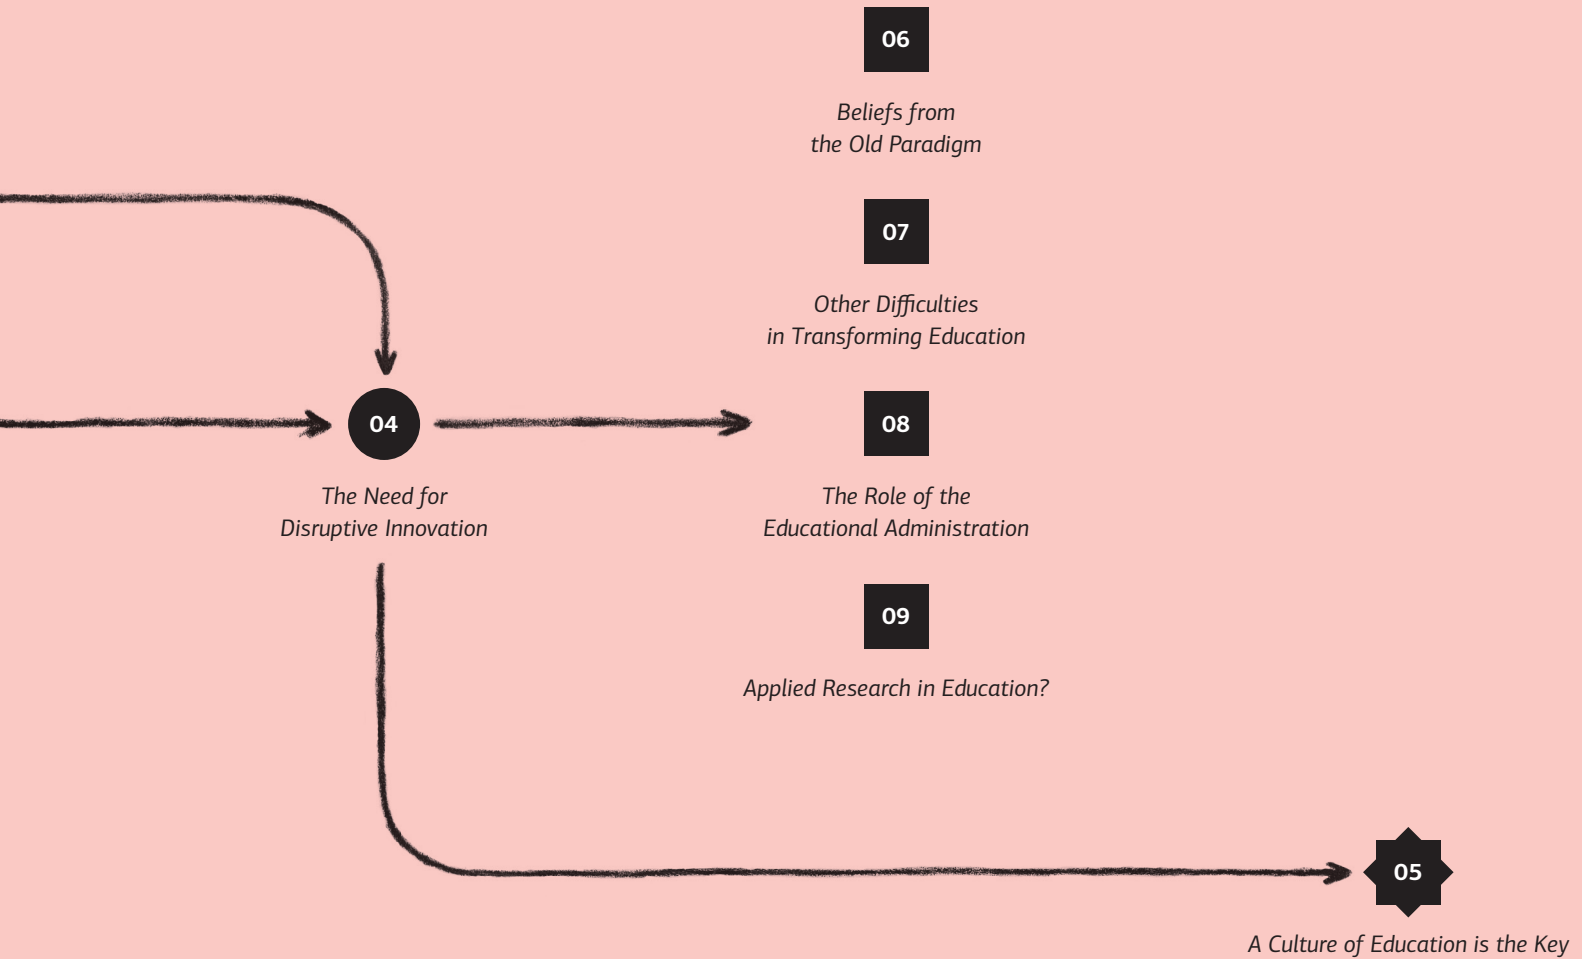 06
Beliefs from
the Old Paradigm
07
Other Difficulties
in Transforming Education
04
The Need for
Disruptive Innovation
08
The Role of the
Educational Administration
09
Applied Research in Education?
05
A Culture of Education is the Key